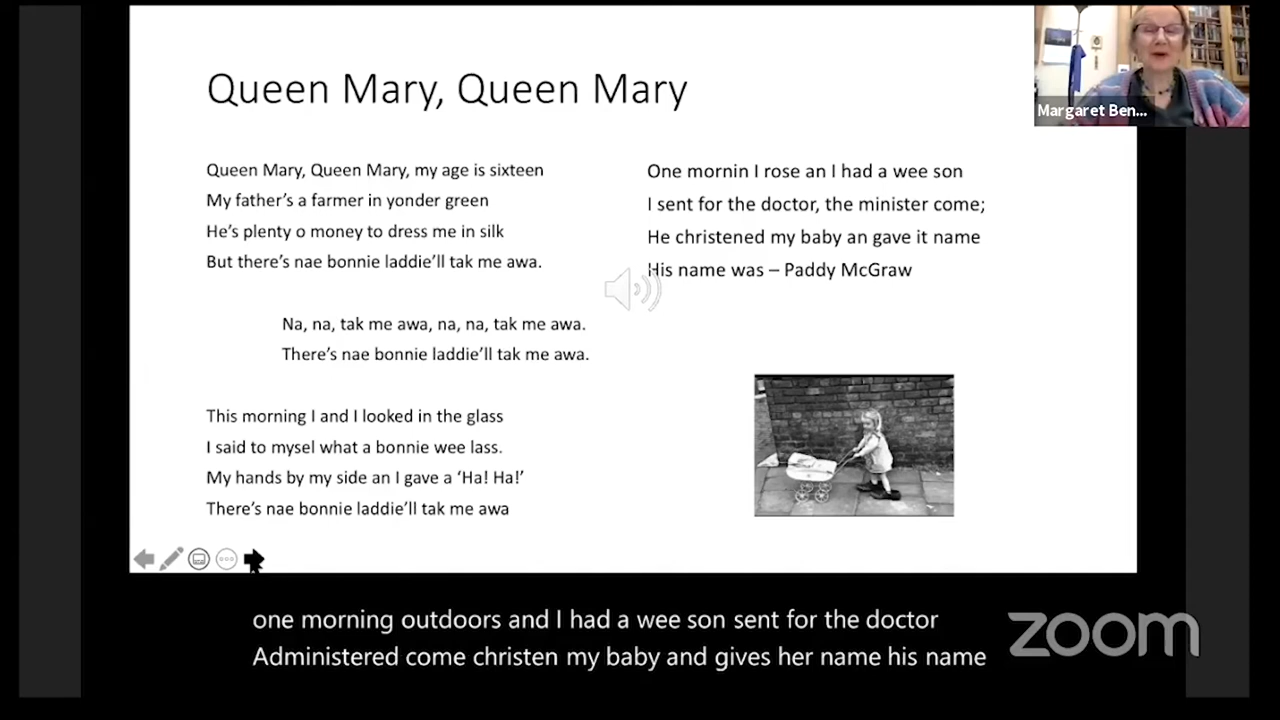 Queen Mary, Queen Mary
Queen Mary, Queen Mary, my age is sixteen
My father's a farmer in yonder green
He's plenty o money to dress me in silk
But there's nae bonnie laddie'll tak me awa.
Na, na, tak me awa, na, na, tak me awa.
There's nae bonnie laddie'll tak me awa.
This morning I and I looked in the glass
I said to mysel what a bonnie wee lass.
My hands by my side an I gave a ‘Ha! Ha!’
There's nae bonnie laddie'll tak me awa
One mornin I rose an I had a wee son
I sent for the doctor, the minister come;
He christened my baby an gave it name
His name was – Paddy McGraw
Margaret Ben...
one morning outdoors and I had a wee son sent for the doctor
Administered come christen my baby and gives her name his name
zoom